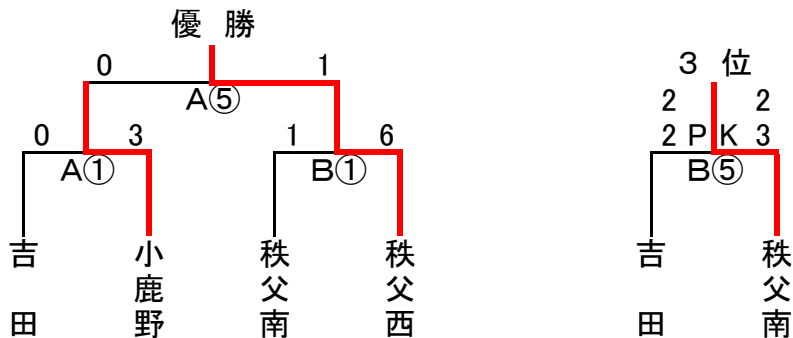 優 勝
0 1
A⑤
0 3 1 6
A① B①
吉田 小鹿野 秩父南 秩父西
3 位
2 2
2 PK 3
B⑤
吉田 秩父南